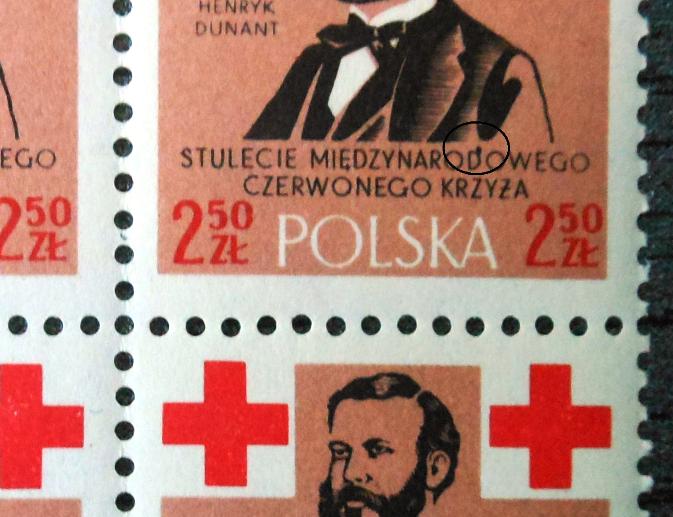 HENRYK
DUNANT
EGO
STULECIE MIĘDZYNARODOWEGO
CZERWONEGO KRZYŻA
2 50 ZŁ
2 50 ZŁ POLSKA 2 50 ZŁ